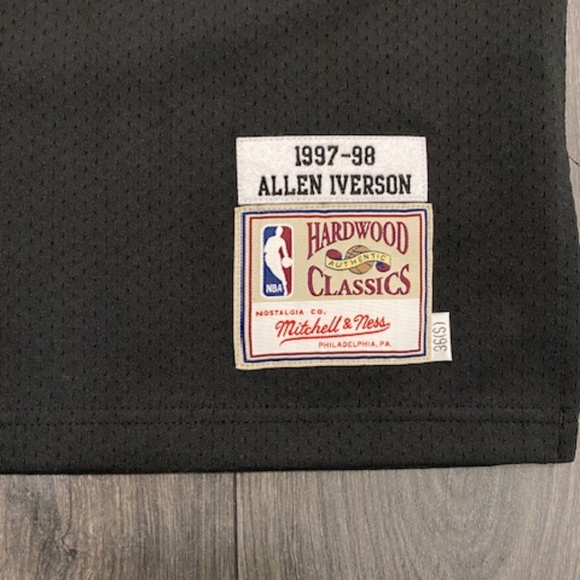 1997-98
ALLEN IVERSON
HARDWOOD
AUTHENTIC
CLASSICS
NBA
NOSTALGIA CO.
Mitchell & Ness
PHILADELPHIA, PA.
36(S)